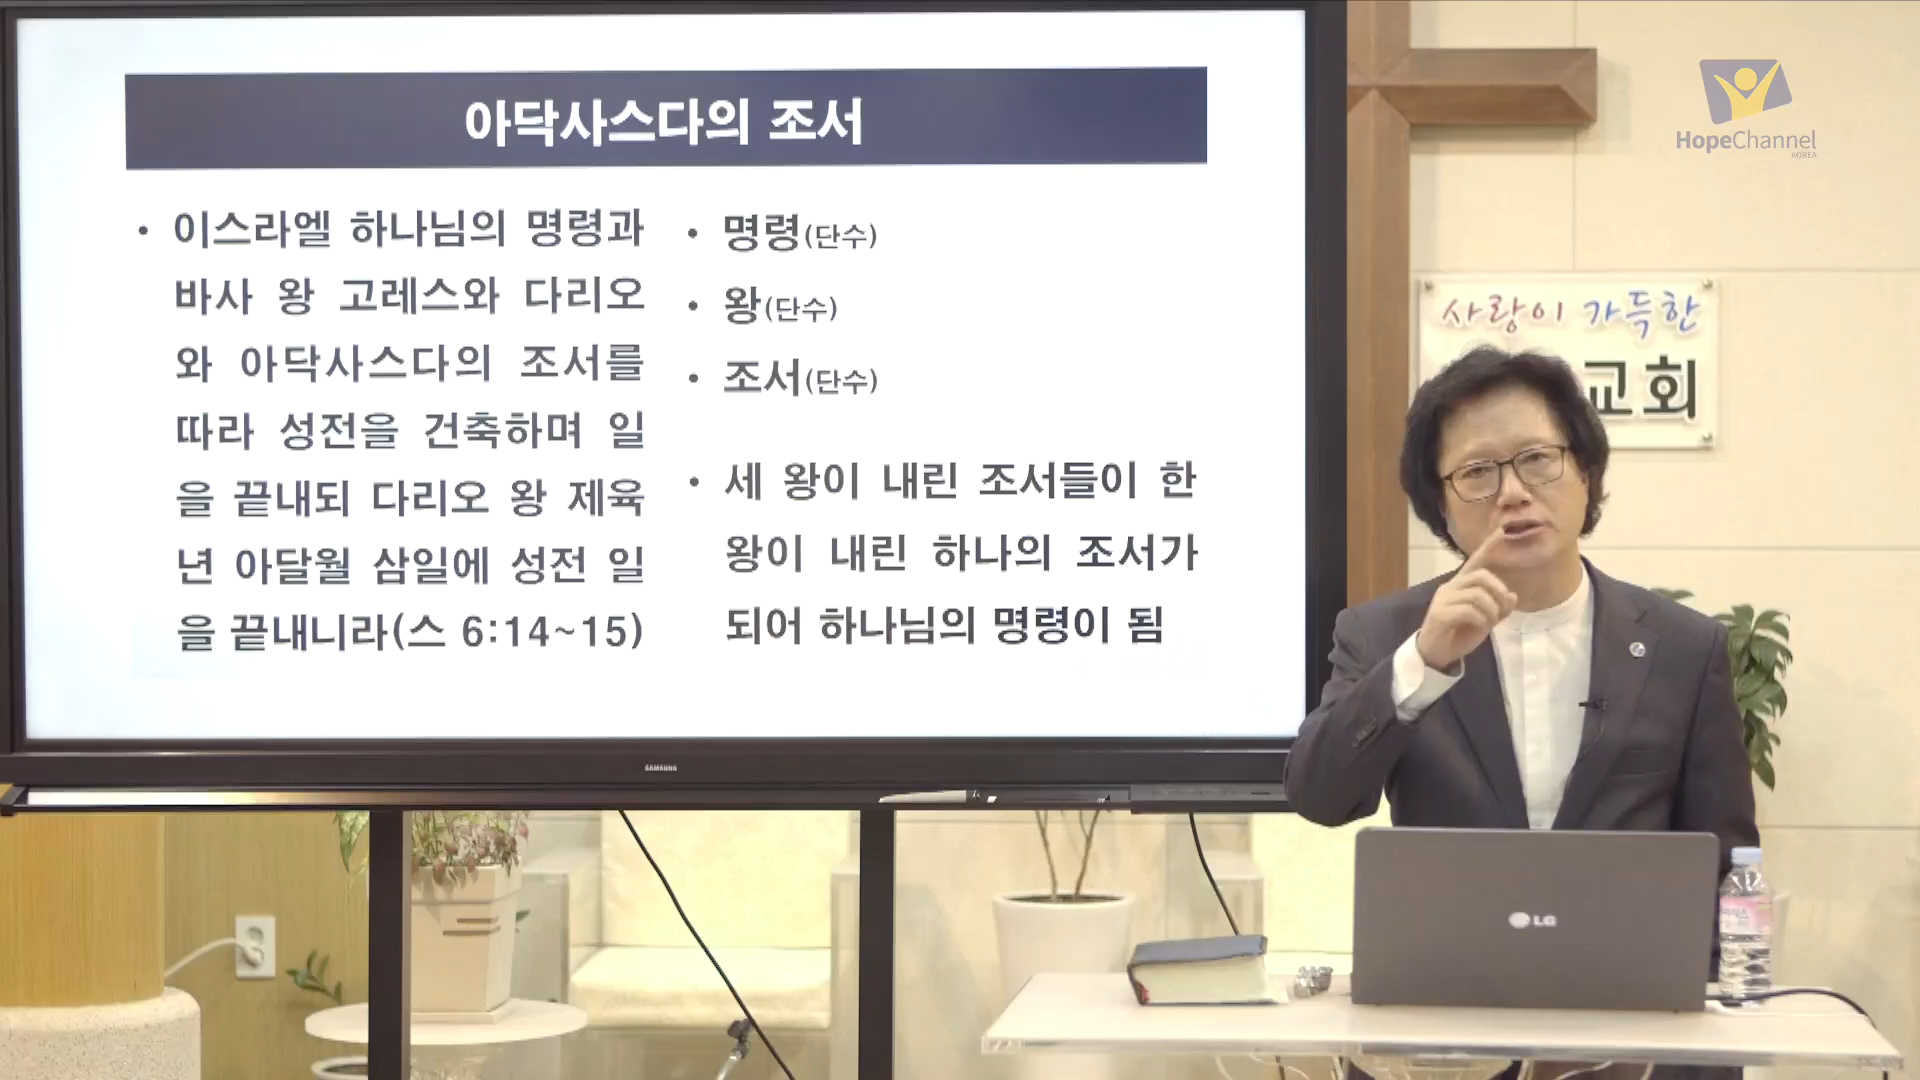 아닥사스다의 조서
• 이스라엘 하나님의 명령과
바사 왕 고레스와 다리오
와 아닥사스다의 조서를
따라 성전을 건축하며 일
을 끝내되 다리오 왕 제육
년 아달월 삼일에 성전 일
을 끝내니라(스 6:14~15)
• 명령(단수)
• 왕(단수)
• 조서(단수)
• 세 왕이 내린 조서들이 한
왕이 내린 하나의 조서가
되어 하나님의 명령이 됨
SAMSUNG
HopeChannel
KOREA
사랑이 가득한
교회
LG